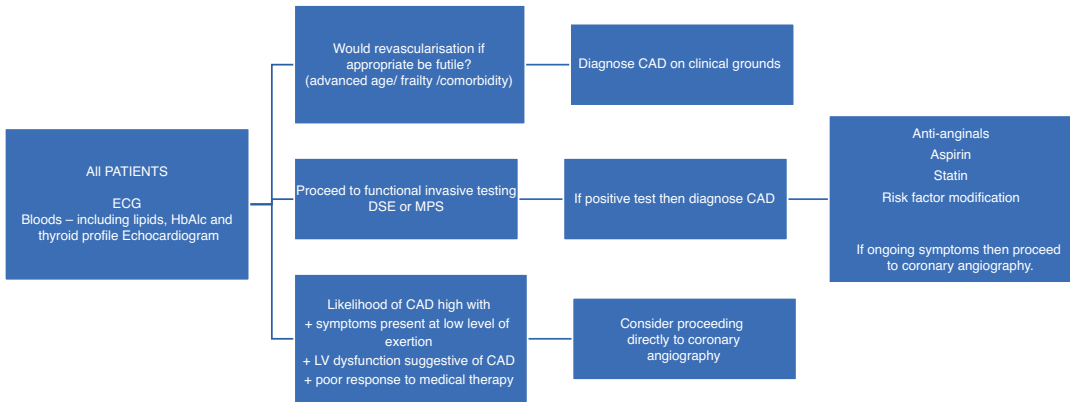 All PATIENTS
ECG
Bloods – including lipids, HbAlc and
thyroid profile Echocardiogram
Would revascularisation if
appropriate be futile?
(advanced age/ frailty /comorbidity)
Diagnose CAD on clinical grounds
Proceed to functional invasive testing
DSE or MPS
If positive test then diagnose CAD
Anti-anginals
Aspirin
Statin
Risk factor modification
If ongoing symptoms then proceed
to coronary angiography.
Likelihood of CAD high with
+ symptoms present at low level of
exertion
+ LV dysfunction suggestive of CAD
+ poor response to medical therapy
Consider proceeding
directly to coronary
angiography